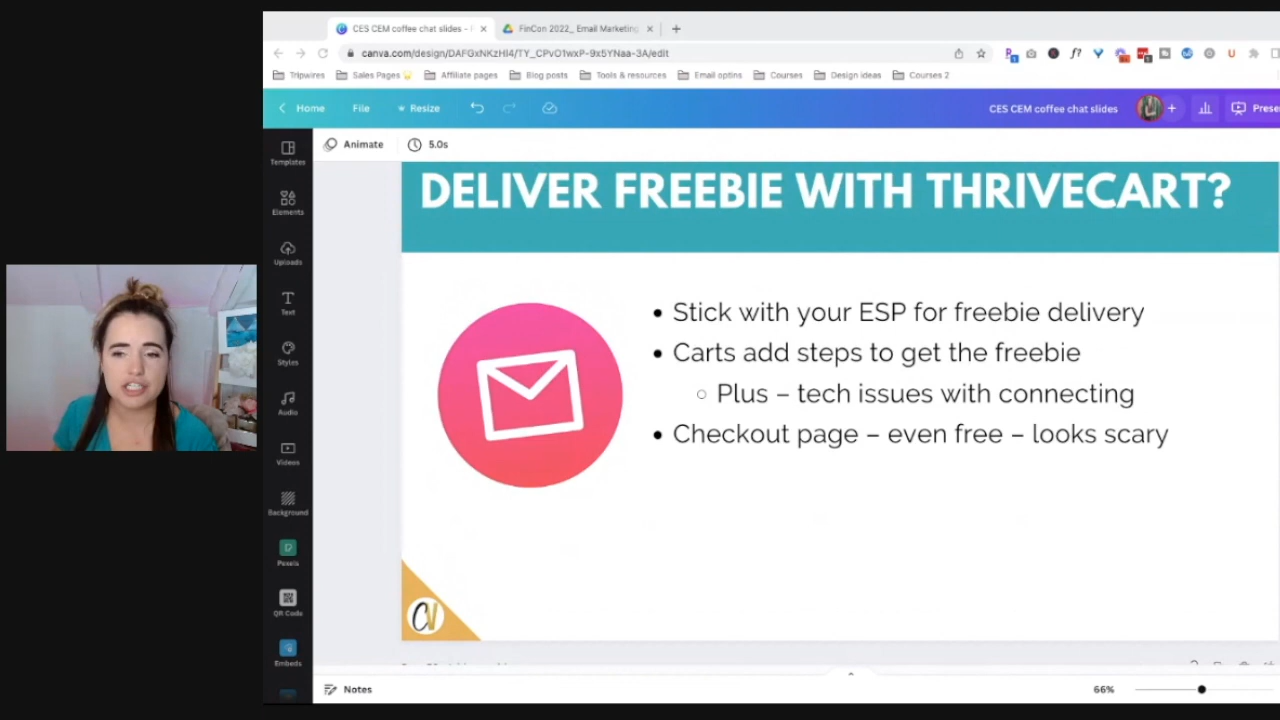 CES CEM coffee chat slides -
FinCon 2022_ Email Marketing
canva.com/design/DAFGxNKzHl4/TY_CPvO1wxP-9x5YNaa-3A/edit
Tripwires
Sales Pages
Affiliate pages
Blog posts
Tools & resources
Email optins
Courses
Design ideas
Courses 2
Home
File
Resize
CES CEM coffee chat slides
Prese
Animate
5.0s
Templates
Elements
Uploads
Text
Styles
Audio
Videos
Background
Pexels
QR Code
Embeds
DELIVER FREEBIE WITH THRIVECART?
• Stick with your ESP for freebie delivery
• Carts add steps to get the freebie
○ Plus – tech issues with connecting
• Checkout page – even free – looks scary
CV
Notes
66%